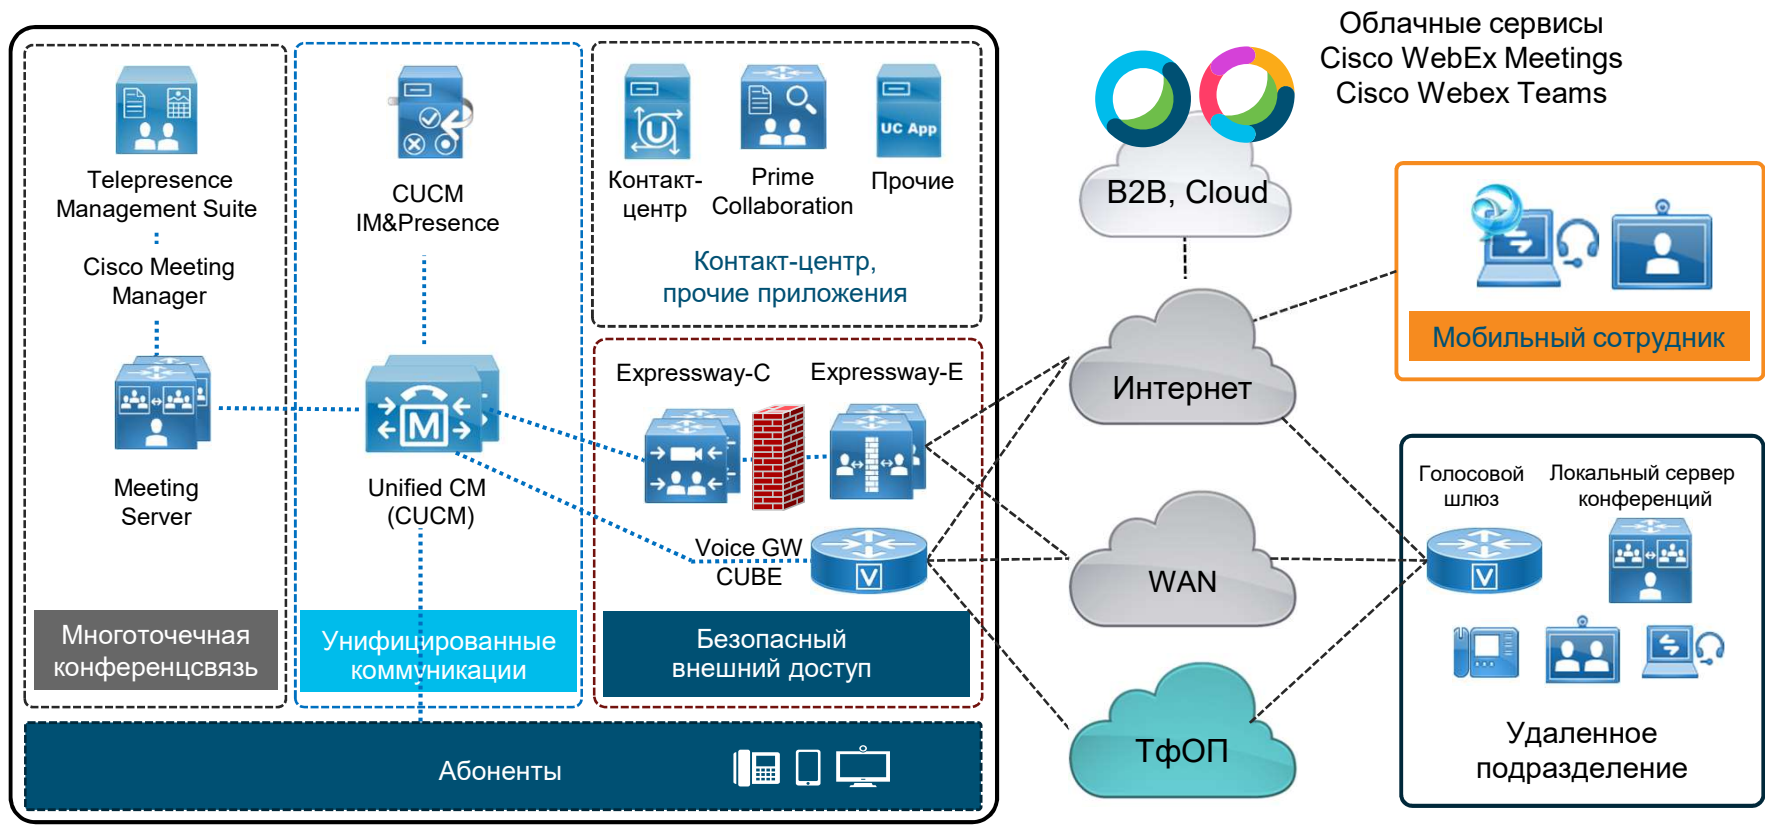 Облачные сервисы
Cisco WebEx Meetings
Cisco Webex Teams
Telepresence
Management Suite
Cisco Meeting
Manager
Meeting
Server
Многоточечная
конференцсвязь
CUCM
IM&Presence
M
Unified CM
(CUCM)
Унифицированные
коммуникации
U
UC App
Контакт-
центр
Prime
Collaboration
Прочие
Контакт-центр,
прочие приложения
Expressway-C
Expressway-E
Voice GW
CUBE
V
Безопасный
внешний доступ
Абоненты
B2B, Cloud
Интернет
WAN
ТфОП
Мобильный сотрудник
Голосовой
шлюз
Локальный сервер
конференций
V
Удаленное
подразделение